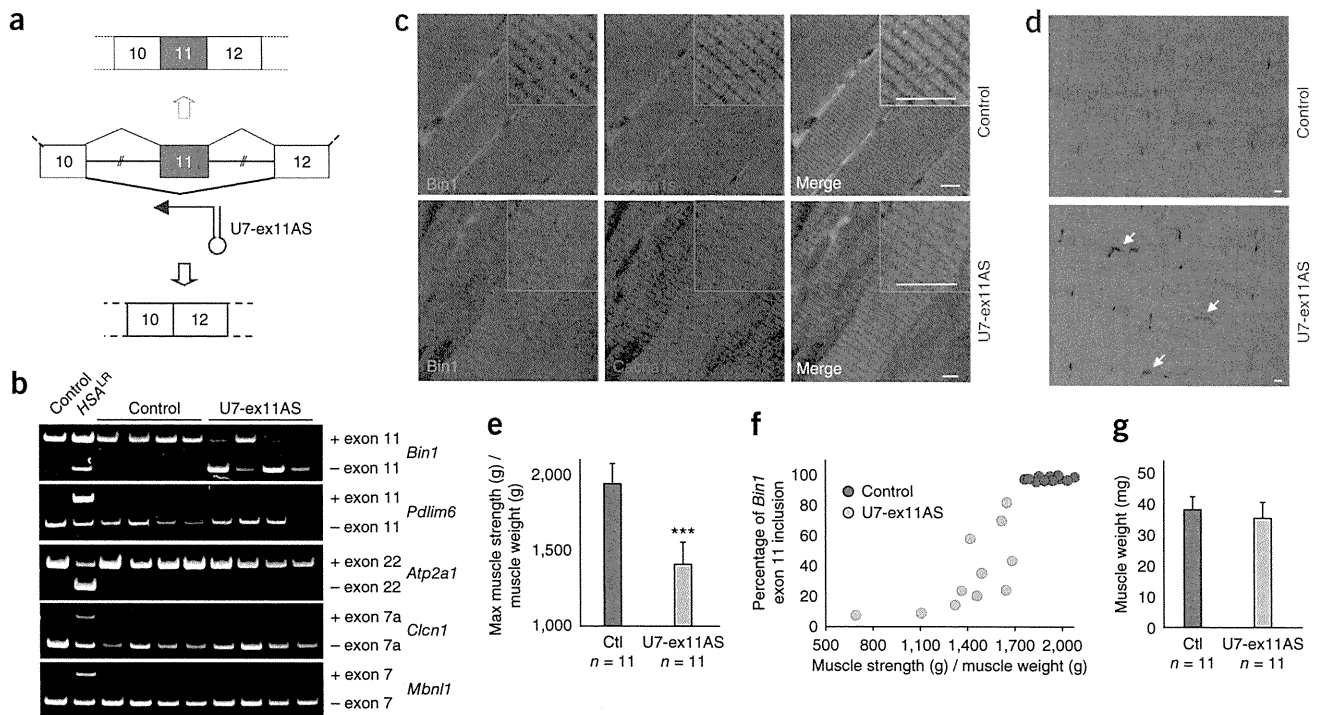 a
10 11 12
10 11 12
U7-ex11AS
10 12
b
Control
HSA^LR
Control
U7-ex11AS
+ exon 11
− exon 11
Bin1
+ exon 11
− exon 11
Pdlim6
+ exon 22
− exon 22
Atp2a1
+ exon 7a
− exon 7a
Clcn1
+ exon 7
− exon 7
Mbnl1
c
Bin1
Cacna1s
Merge
Control
Bin1
Cacna1s
Merge
U7-ex11AS
d
Control
U7-ex11AS
e
Max muscle strength (g) /
muscle weight (g)
2,000
1,500
1,000
***
Ctl
n = 11
U7-ex11AS
n = 11
f
Percentage of Bin1
exon 11 inclusion
100
80
60
40
20
0
Control
U7-ex11AS
500 800 1,100 1,400 1,700 2,000
Muscle strength (g) / muscle weight (g)
g
Muscle weight (mg)
50
40
30
20
10
0
Ctl
n = 11
U7-ex11AS
n = 11